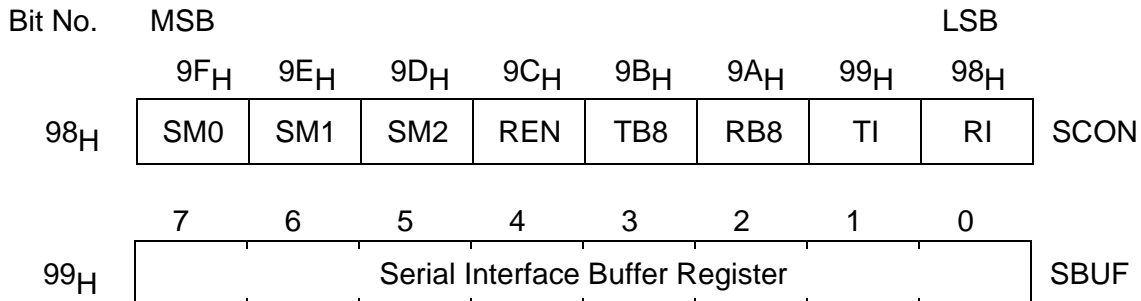 Bit No. MSB LSB
9FH 9EH 9DH 9CH 9BH 9AH 99H 98H
98H SM0 SM1 SM2 REN TB8 RB8 TI RI SCON
7 6 5 4 3 2 1 0
99H Serial Interface Buffer Register SBUF